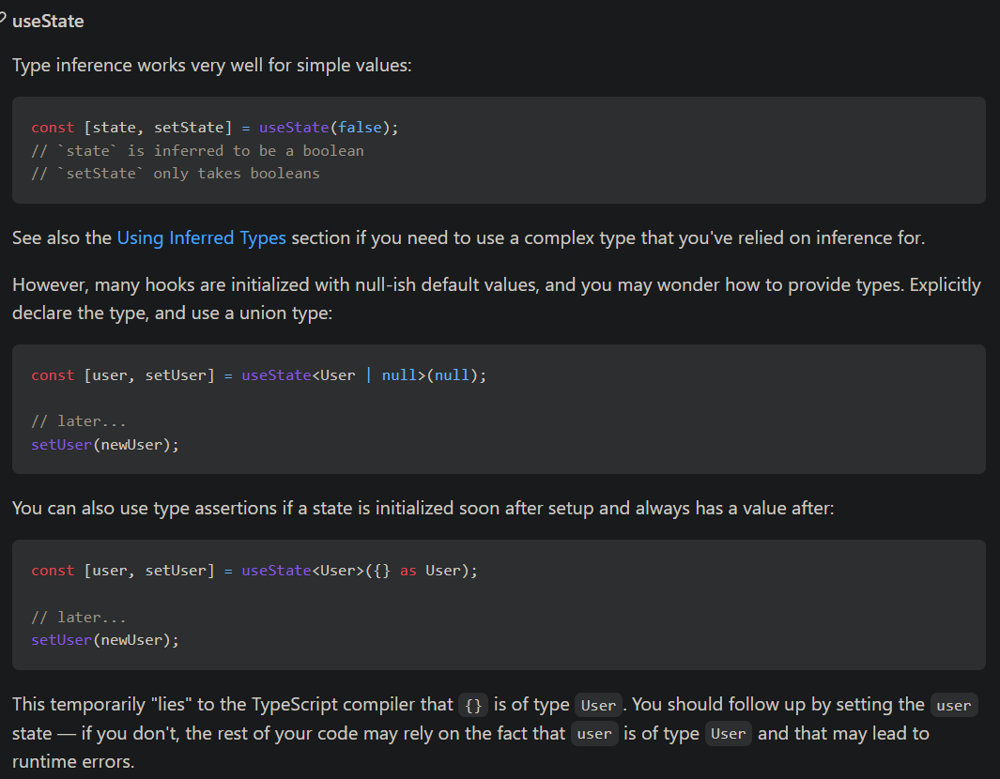 useState
Type inference works very well for simple values:
const [state, setState] = useState(false);
// `state` is inferred to be a boolean
// `setState` only takes booleans
See also the Using Inferred Types section if you need to use a complex type that you've relied on inference for.
However, many hooks are initialized with null-ish default values, and you may wonder how to provide types. Explicitly
declare the type, and use a union type:
const [user, setUser] = useState<User | null>(null);
// later...
setUser(newUser);
You can also use type assertions if a state is initialized soon after setup and always has a value after:
const [user, setUser] = useState<User>({} as User);
// later...
setUser(newUser);
This temporarily "lies" to the TypeScript compiler that {} is of type User. You should follow up by setting the user
state — if you don't, the rest of your code may rely on the fact that user is of type User and that may lead to
runtime errors.